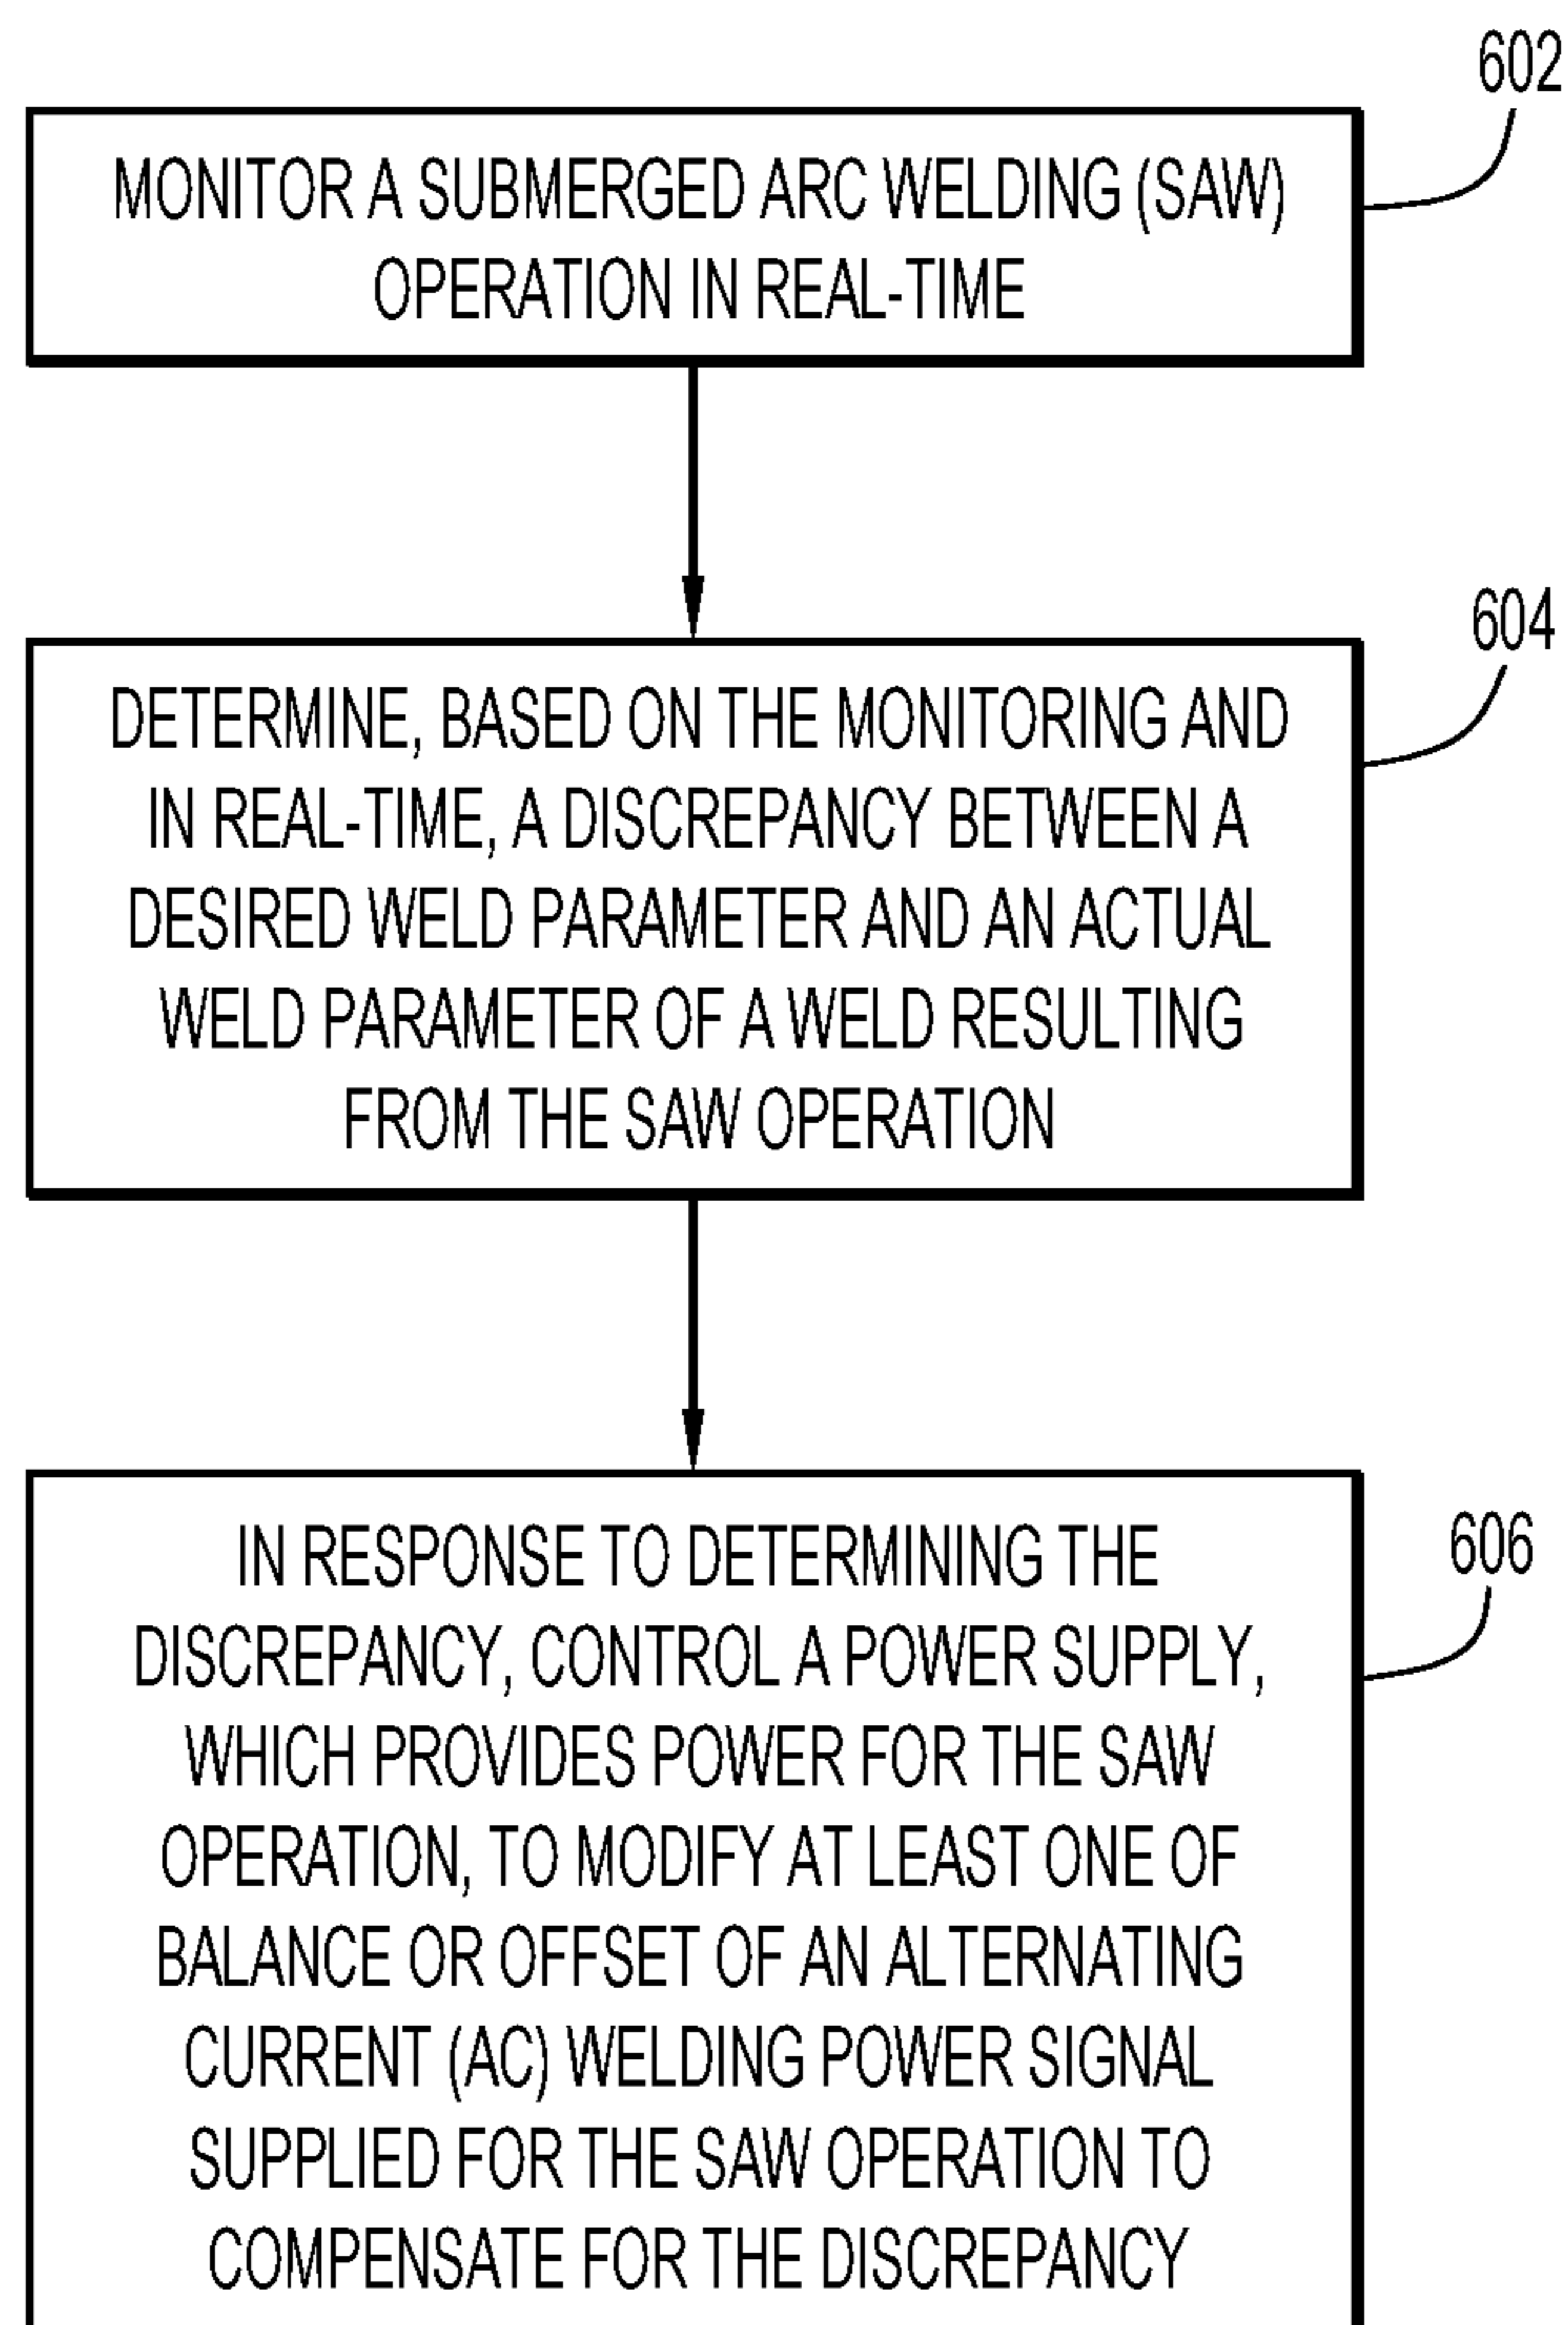 602
MONITOR A SUBMERGED ARC WELDING (SAW)
OPERATION IN REAL-TIME
604
DETERMINE, BASED ON THE MONITORING AND
IN REAL-TIME, A DISCREPANCY BETWEEN A
DESIRED WELD PARAMETER AND AN ACTUAL
WELD PARAMETER OF A WELD RESULTING
FROM THE SAW OPERATION
606
IN RESPONSE TO DETERMINING THE
DISCREPANCY, CONTROL A POWER SUPPLY,
WHICH PROVIDES POWER FOR THE SAW
OPERATION, TO MODIFY AT LEAST ONE OF
BALANCE OR OFFSET OF AN ALTERNATING
CURRENT (AC) WELDING POWER SIGNAL
SUPPLIED FOR THE SAW OPERATION TO
COMPENSATE FOR THE DISCREPANCY